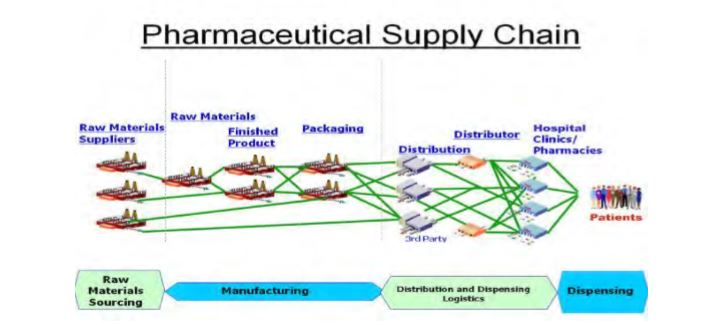 Pharmaceutical Supply Chain
Raw Materials
Suppliers
Raw Materials
Finished
Product
Packaging
Distribution
Distributor
Hospital
Clinics/
Pharmacies
3rd Party
Patients
Raw
Materials
Sourcing
Manufacturing
Distribution and Dispensing
Logistics
Dispensing